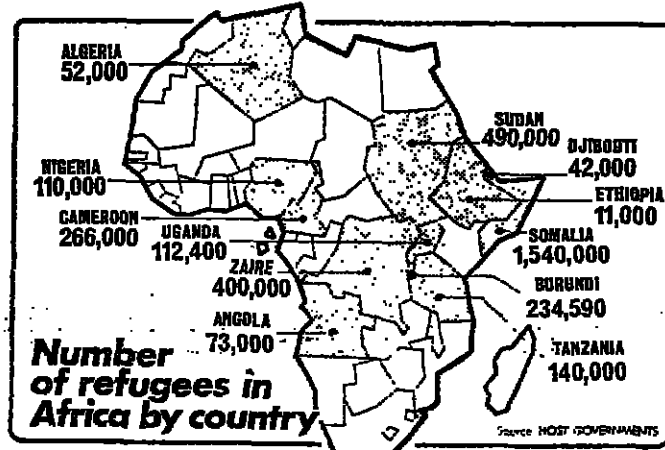 ALGERIA
52,000
NIGERIA
110,000
CAMEROON
266,000
UGANDA
112,400
ZAIRE
400,000
ANGOLA
73,000
SUDAN
490,000
DJIBOUTI
42,000
ETHIOPIA
11,000
SOMALIA
1,540,000
BURUNDI
234,590
TANZANIA
140,000
Number
of refugees in
Africa by country
Source HOST GOVERNMENTS